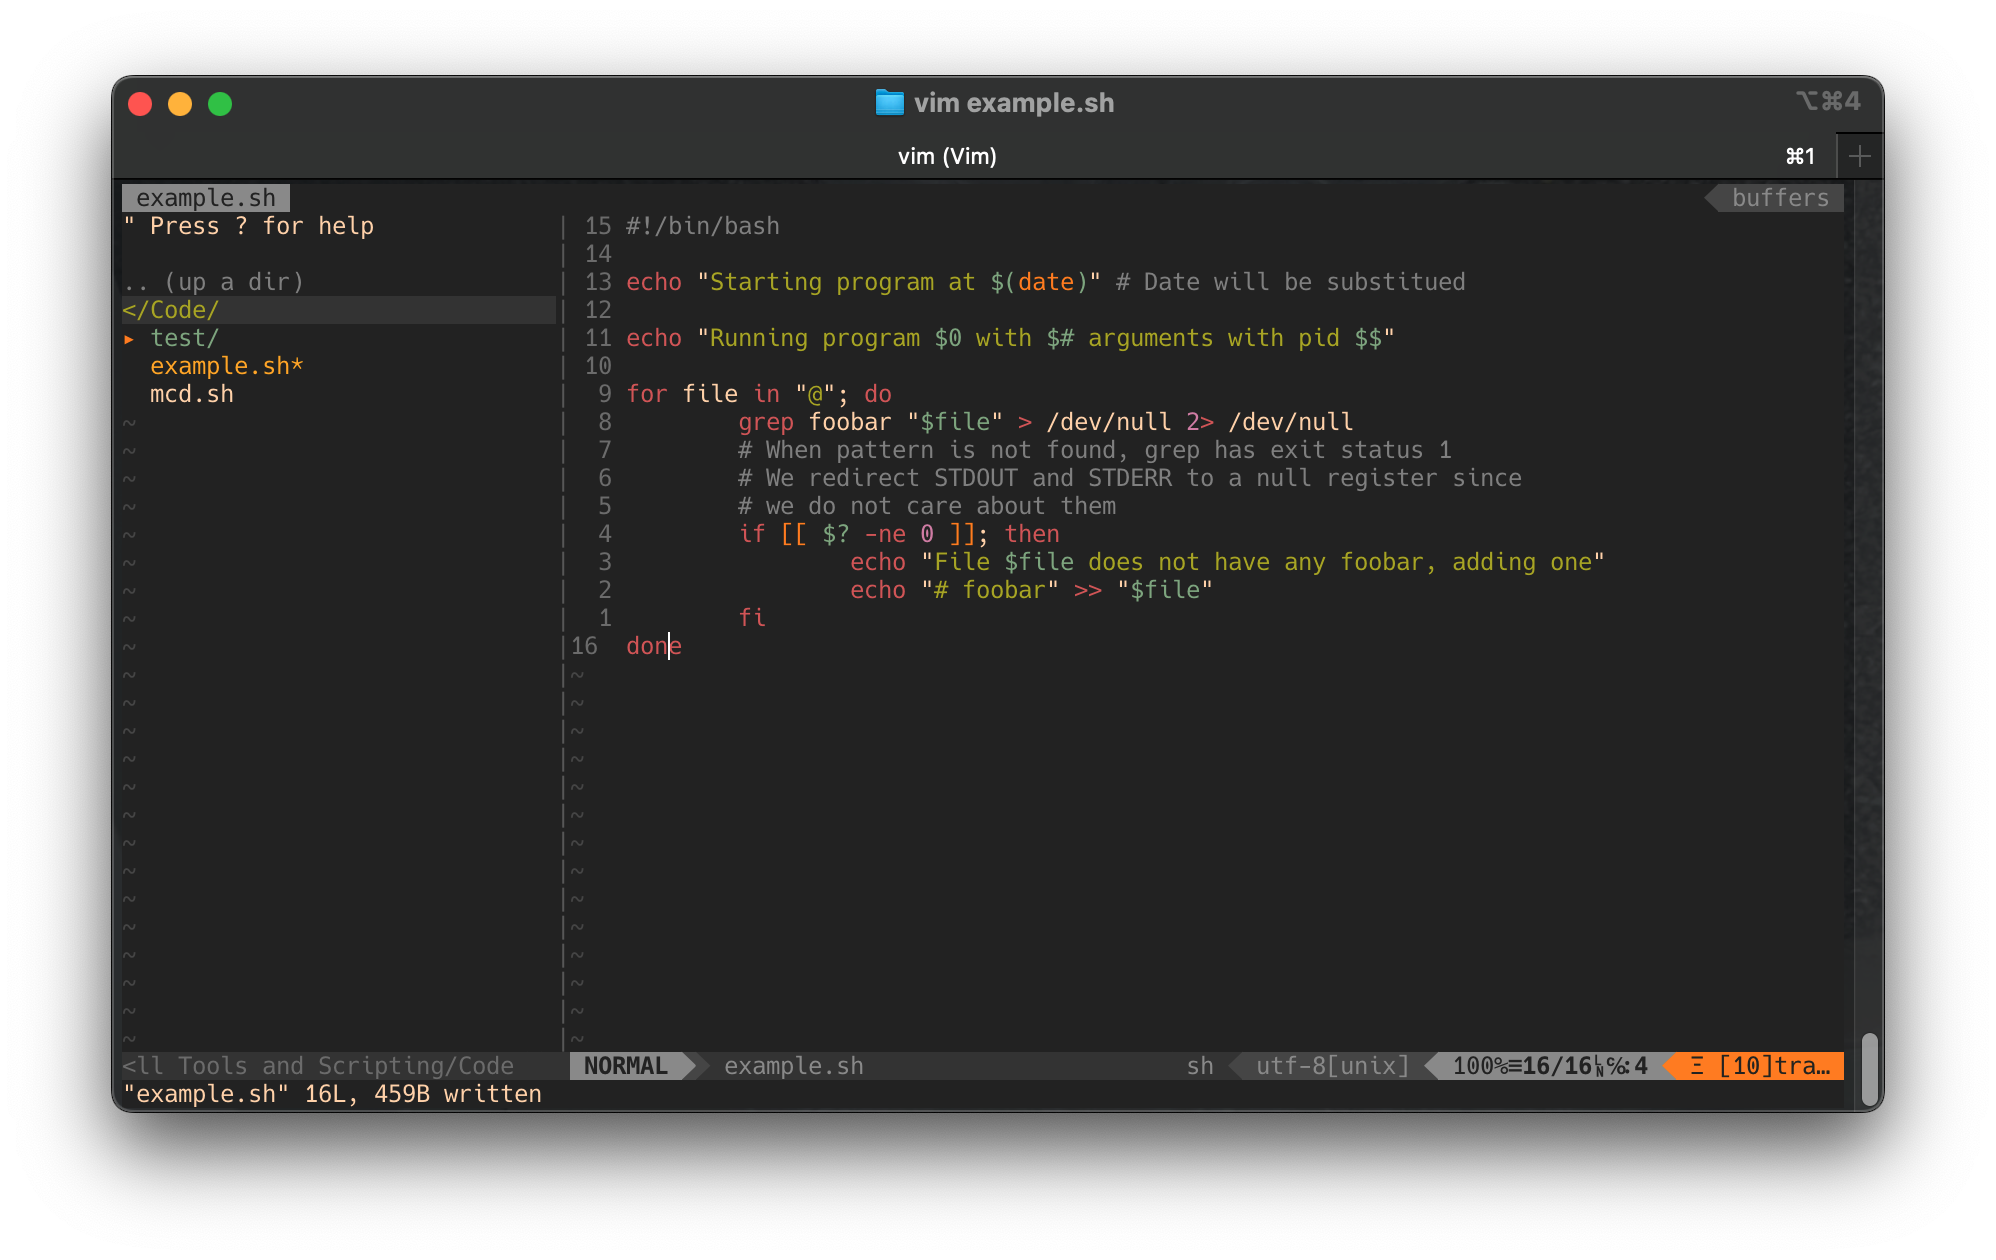 vim example.sh
⌥⌘4
vim (Vim)
⌘1
example.sh
buffers
" Press ? for help
.. (up a dir)
</Code/
▸ test/
example.sh*
mcd.sh
15 #!/bin/bash
14
13 echo "Starting program at $(date)" # Date will be substitued
12
11 echo "Running program $0 with $# arguments with pid $$"
10
9 for file in "@"; do
8 grep foobar "$file" > /dev/null 2> /dev/null
7 # When pattern is not found, grep has exit status 1
6 # We redirect STDOUT and STDERR to a null register since
5 # we do not care about them
4 if [[ $? -ne 0 ]]; then
3 echo "File $file does not have any foobar, adding one"
2 echo "# foobar" >> "$file"
1 fi
16 done
<ll Tools and Scripting/Code
NORMAL example.sh sh utf-8[unix] 100%≡16/16␤℅:4 Ξ [10]tra…
"example.sh" 16L, 459B written